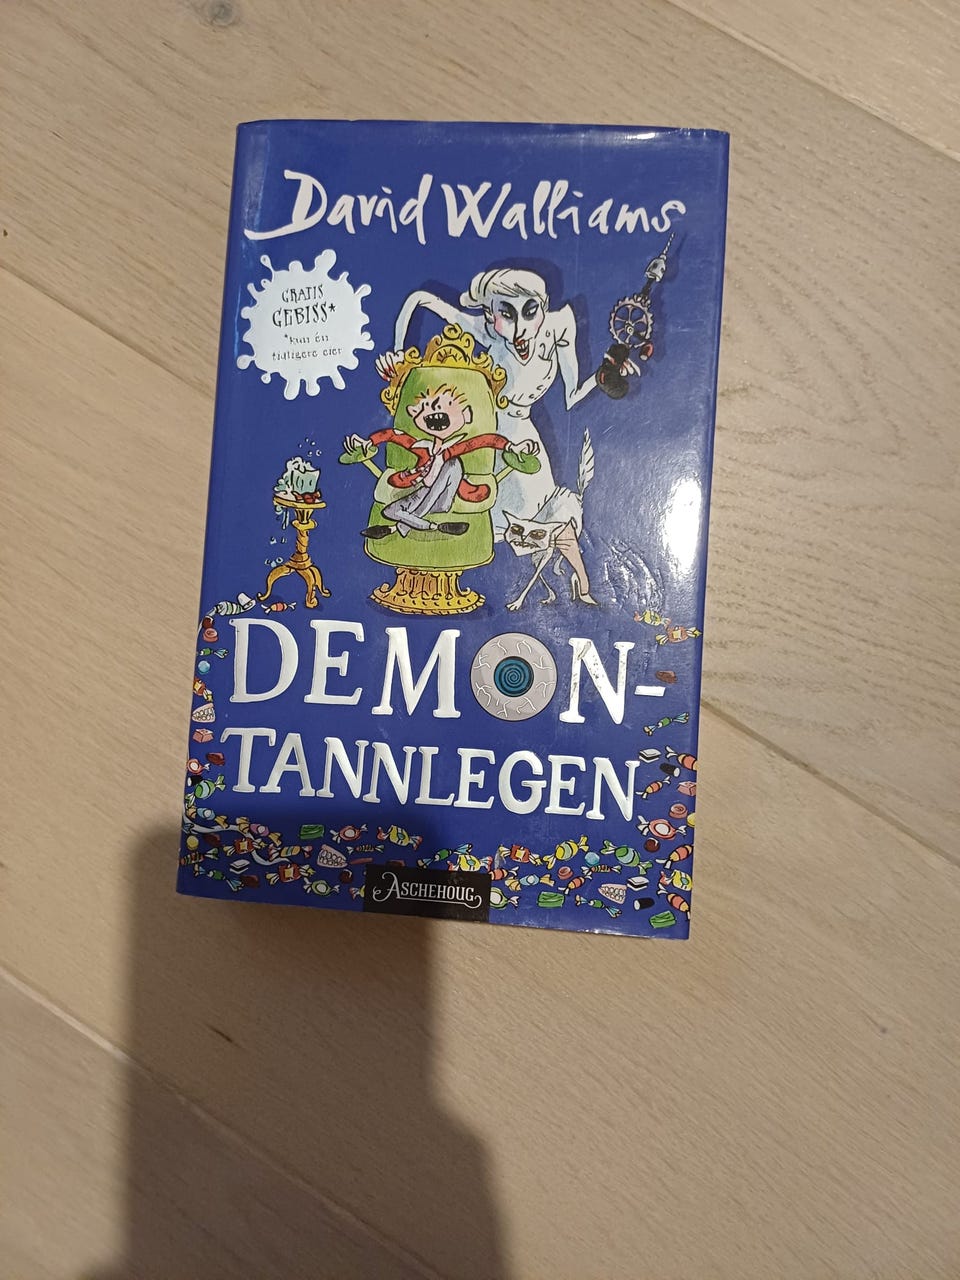 David Walliams
GRATIS
GEBISS*
*kun én
tidligere eier
DEMON-
TANNLEGEN
ASCHEHOUG